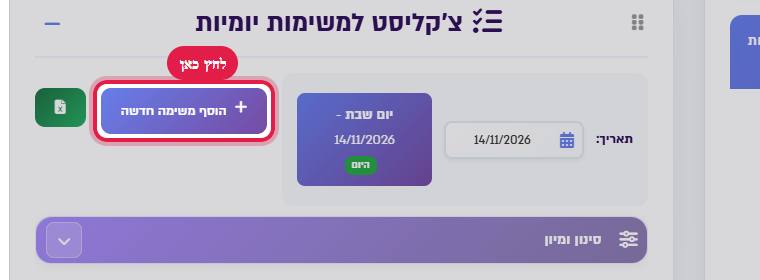 צ'קליסט למשימות יומיות
לחץ כאן
הוסף משימה חדשה
תאריך:
14/11/2026
יום שבת -
14/11/2026
היום
סינון ומיון